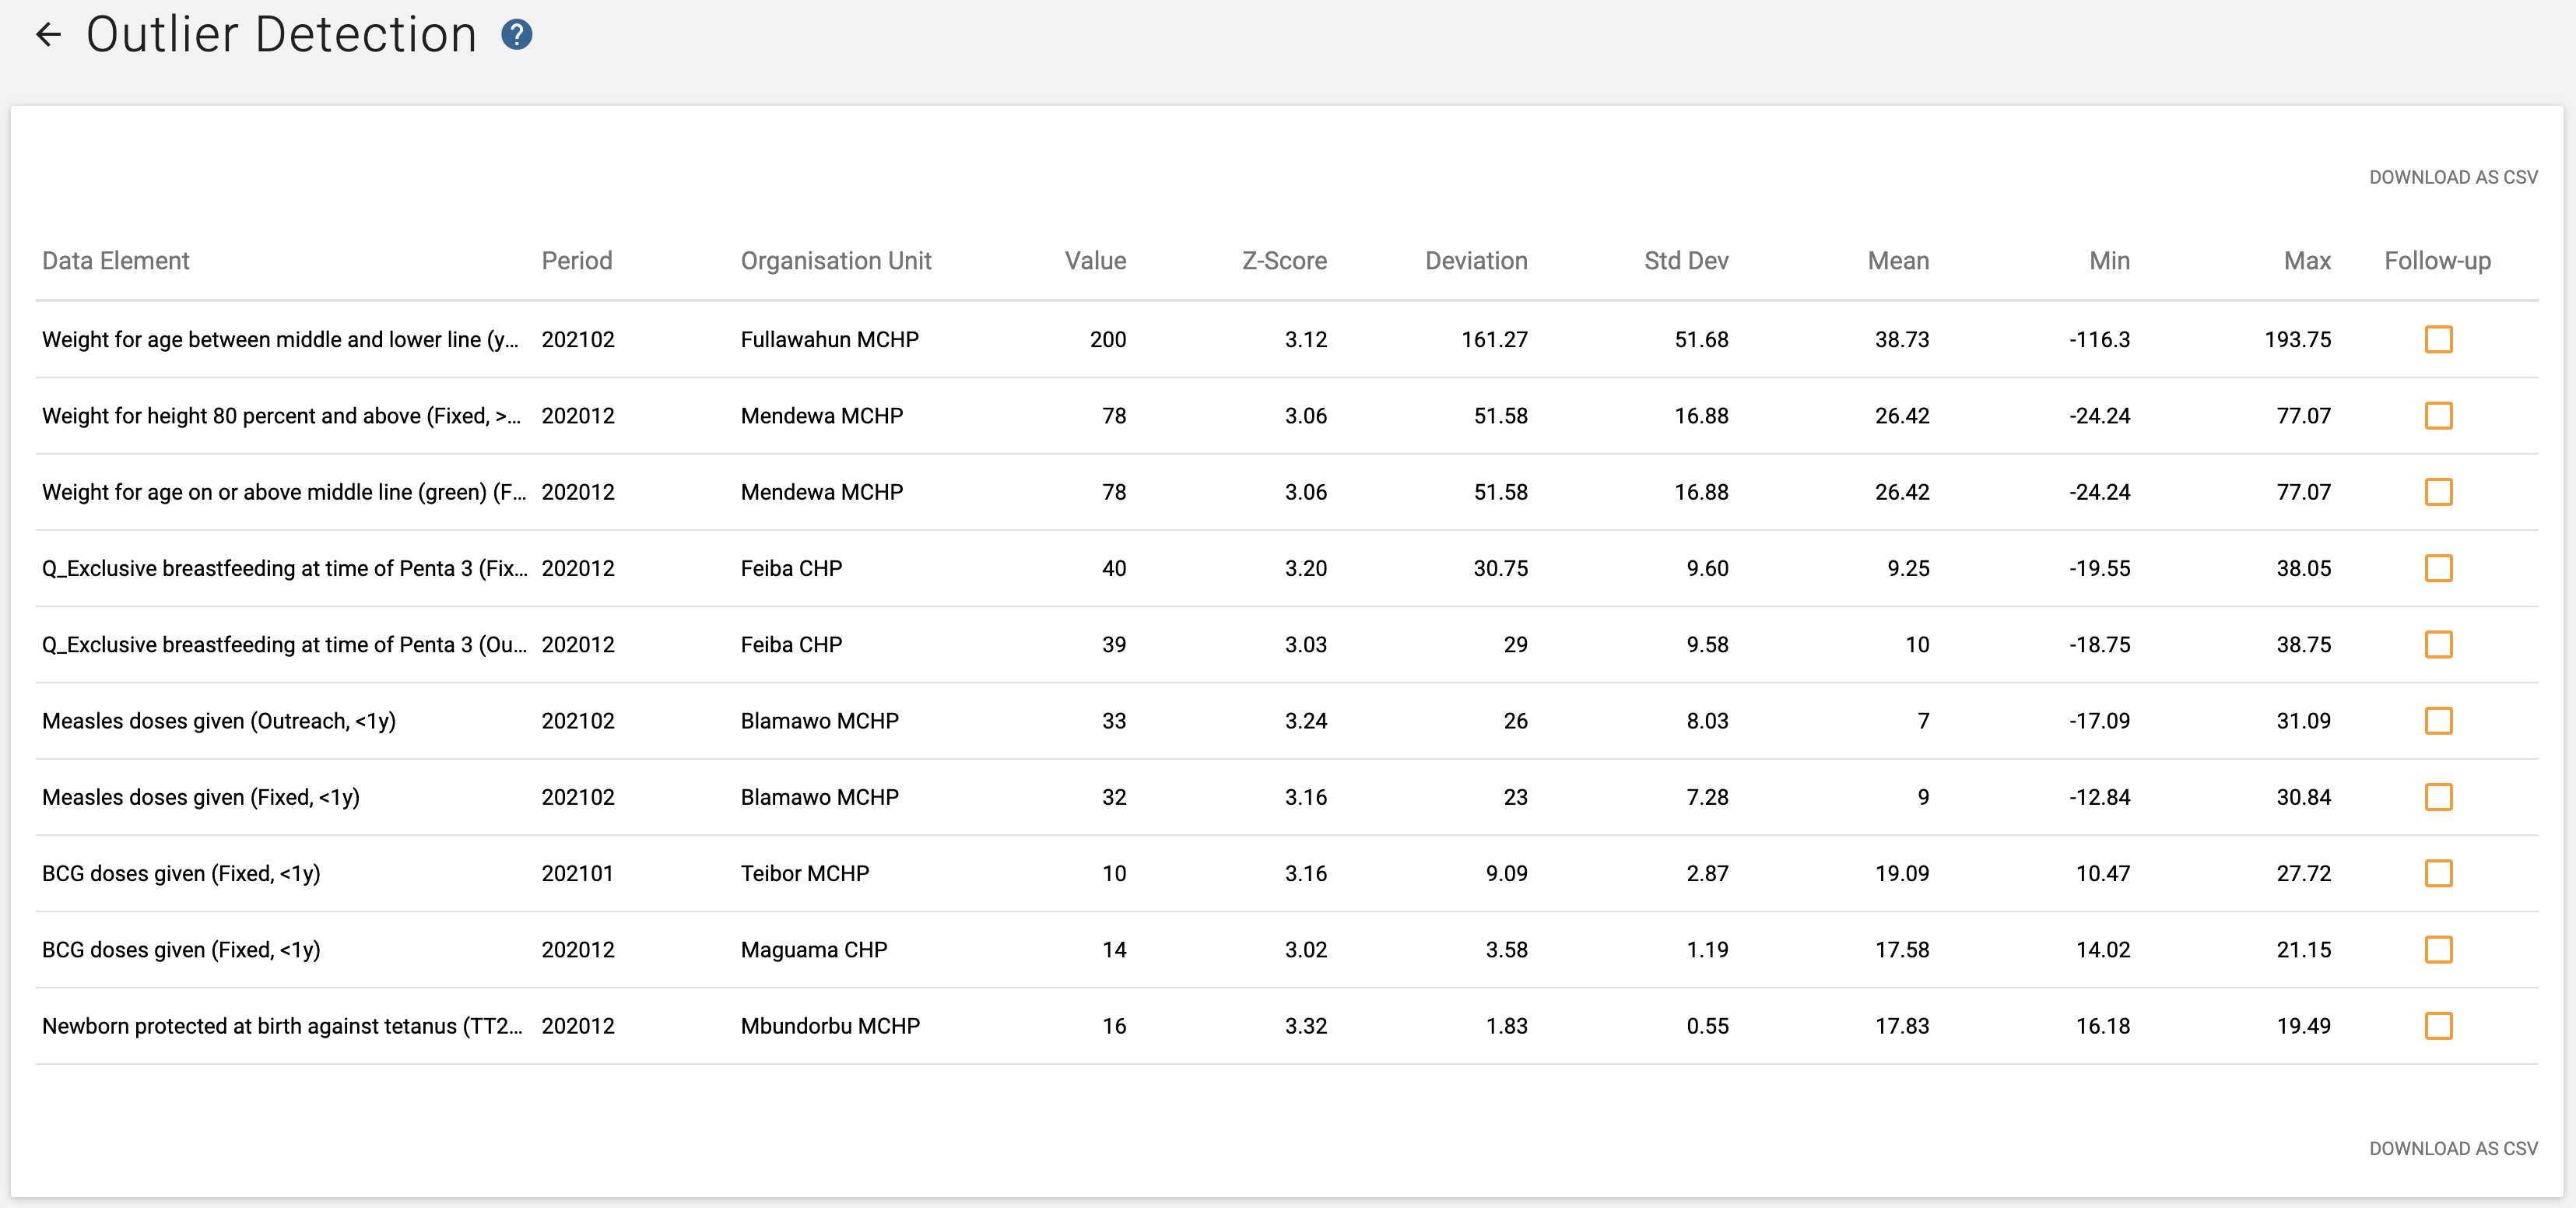 Outlier Detection ?
DOWNLOAD AS CSV
Data Element Period Organisation Unit Value Z-Score Deviation Std Dev Mean Min Max Follow-up
Weight for age between middle and lower line (y... 202102 Fullawahun MCHP 200 3.12 161.27 51.68 38.73 -116.3 193.75
Weight for height 80 percent and above (Fixed, >... 202012 Mendewa MCHP 78 3.06 51.58 16.88 26.42 -24.24 77.07
Weight for age on or above middle line (green) (F... 202012 Mendewa MCHP 78 3.06 51.58 16.88 26.42 -24.24 77.07
Q_Exclusive breastfeeding at time of Penta 3 (Fix... 202012 Feiba CHP 40 3.20 30.75 9.60 9.25 -19.55 38.05
Q_Exclusive breastfeeding at time of Penta 3 (Ou... 202012 Feiba CHP 39 3.03 29 9.58 10 -18.75 38.75
Measles doses given (Outreach, <1y) 202102 Blamawo MCHP 33 3.24 26 8.03 7 -17.09 31.09
Measles doses given (Fixed, <1y) 202102 Blamawo MCHP 32 3.16 23 7.28 9 -12.84 30.84
BCG doses given (Fixed, <1y) 202101 Teibor MCHP 10 3.16 9.09 2.87 19.09 10.47 27.72
BCG doses given (Fixed, <1y) 202012 Maguama CHP 14 3.02 3.58 1.19 17.58 14.02 21.15
Newborn protected at birth against tetanus (TT2... 202012 Mbundorbu MCHP 16 3.32 1.83 0.55 17.83 16.18 19.49
DOWNLOAD AS CSV